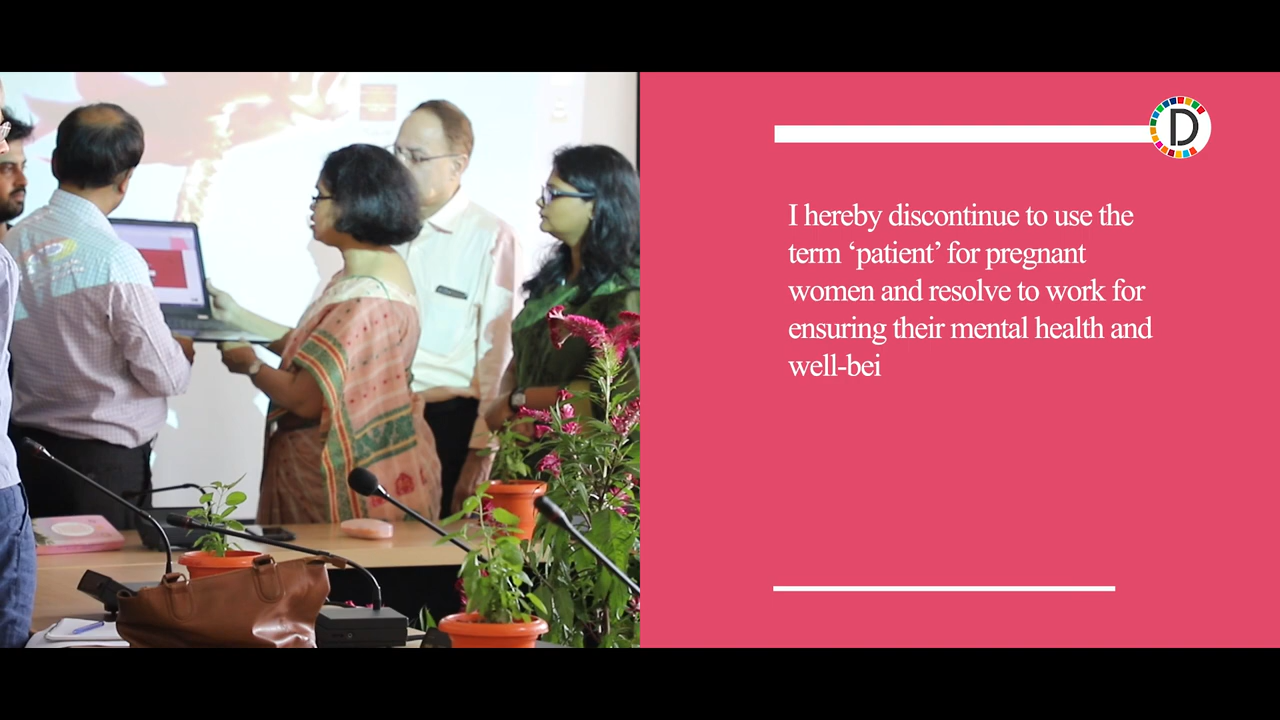 D
I hereby discontinue to use the
term ‘patient’ for pregnant
women and resolve to work for
ensuring their mental health and
well-bei